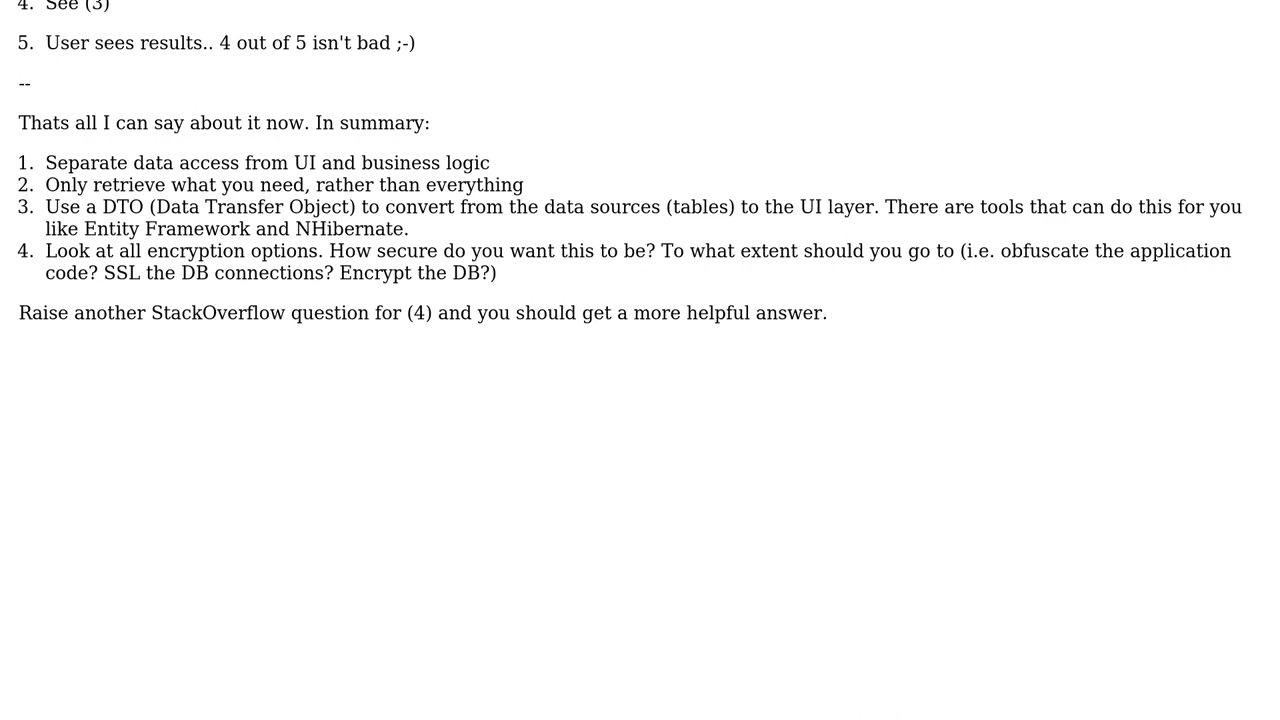 4. See (3)
5. User sees results.. 4 out of 5 isn't bad ;-)
--
Thats all I can say about it now. In summary:
1. Separate data access from UI and business logic
2. Only retrieve what you need, rather than everything
3. Use a DTO (Data Transfer Object) to convert from the data sources (tables) to the UI layer. There are tools that can do this for you
like Entity Framework and NHibernate.
4. Look at all encryption options. How secure do you want this to be? To what extent should you go to (i.e. obfuscate the application
code? SSL the DB connections? Encrypt the DB?)
Raise another StackOverflow question for (4) and you should get a more helpful answer.